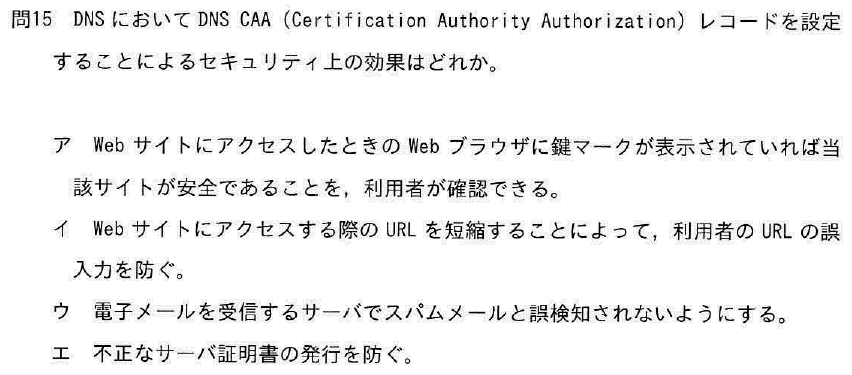 問15 DNSにおいてDNS CAA（Certification Authority Authorization）レコードを設定
することによるセキュリティ上の効果はどれか。
ア Webサイトにアクセスしたときの Web ブラウザに鍵マークが表示されていれば当
該サイトが安全であることを，利用者が確認できる。
イ Webサイトにアクセスする際の URL を短縮することによって，利用者の URL の誤
入力を防ぐ。
ウ 電子メールを受信するサーバでスパムメールと誤検知されないようにする。
エ 不正なサーバ証明書の発行を防ぐ。